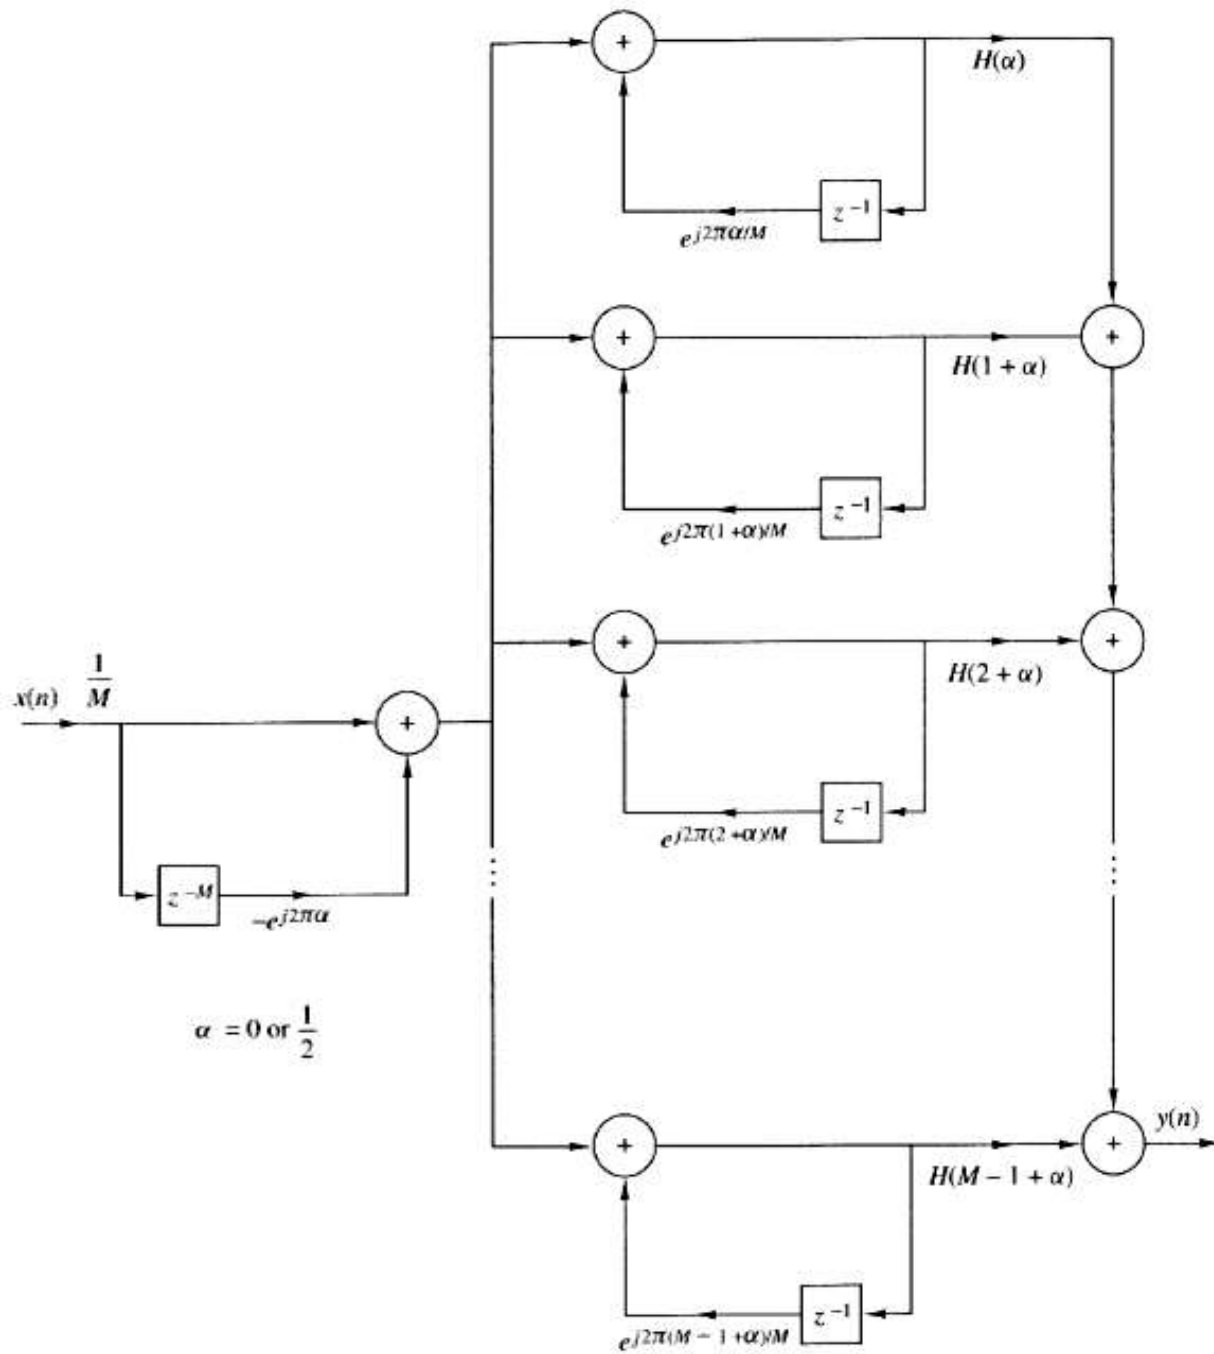 +
H(α)
z⁻¹
e^{j2πα/M}
+
H(1 + α)
+
z⁻¹
e^{j2π(1 +α)/M}
+
H(2 + α)
+
x(n)
1/M
+
z⁻¹
e^{j2π(2 +α)/M}
z^{-M}
−e^{j2πα}
α = 0 or 1/2
+
H(M − 1 + α)
+
y(n)
z⁻¹
e^{j2π(M − 1 +α)/M}